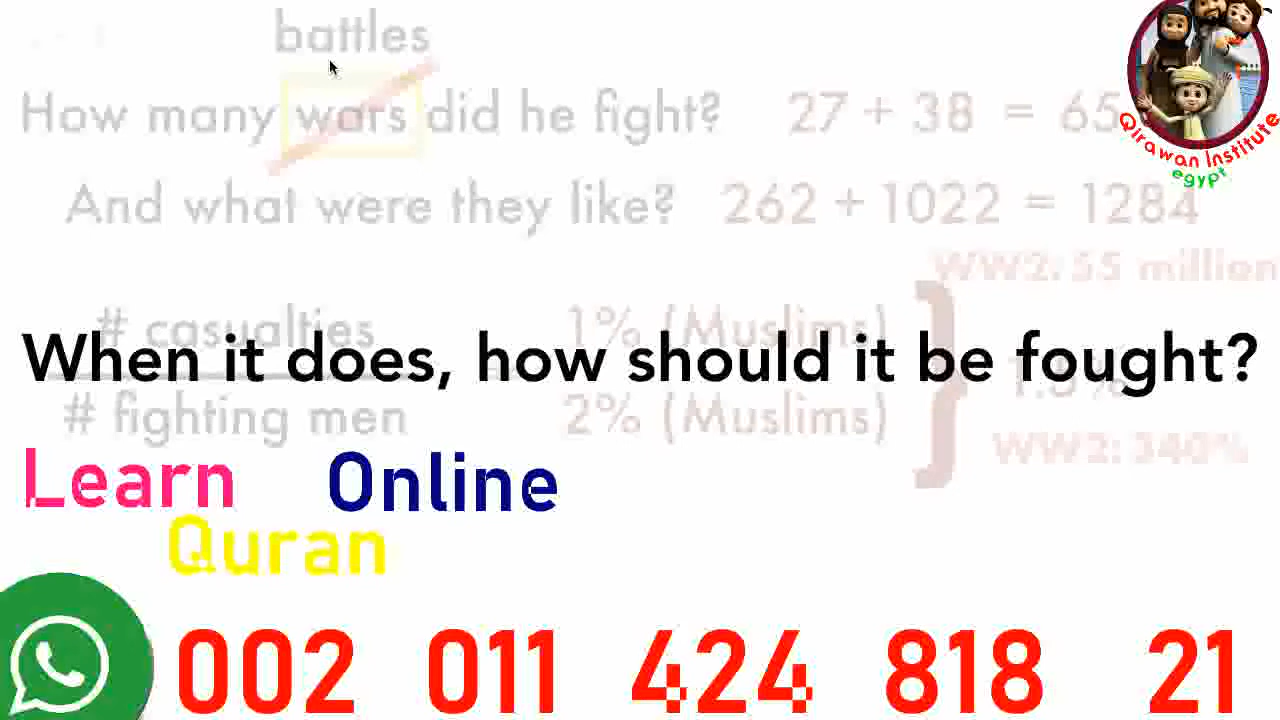 battles
How many wars did he fight? 27 + 38 = 65
And what were they like? 262 + 1022 = 1284
WW2: 55 million
# casualties 1% (Muslims)
When it does, how should it be fought?
# fighting men 2% (Muslims)
WW2: 340%
Learn Online
Quran
002 011 424 818 21
Qirawan Institute
egypt